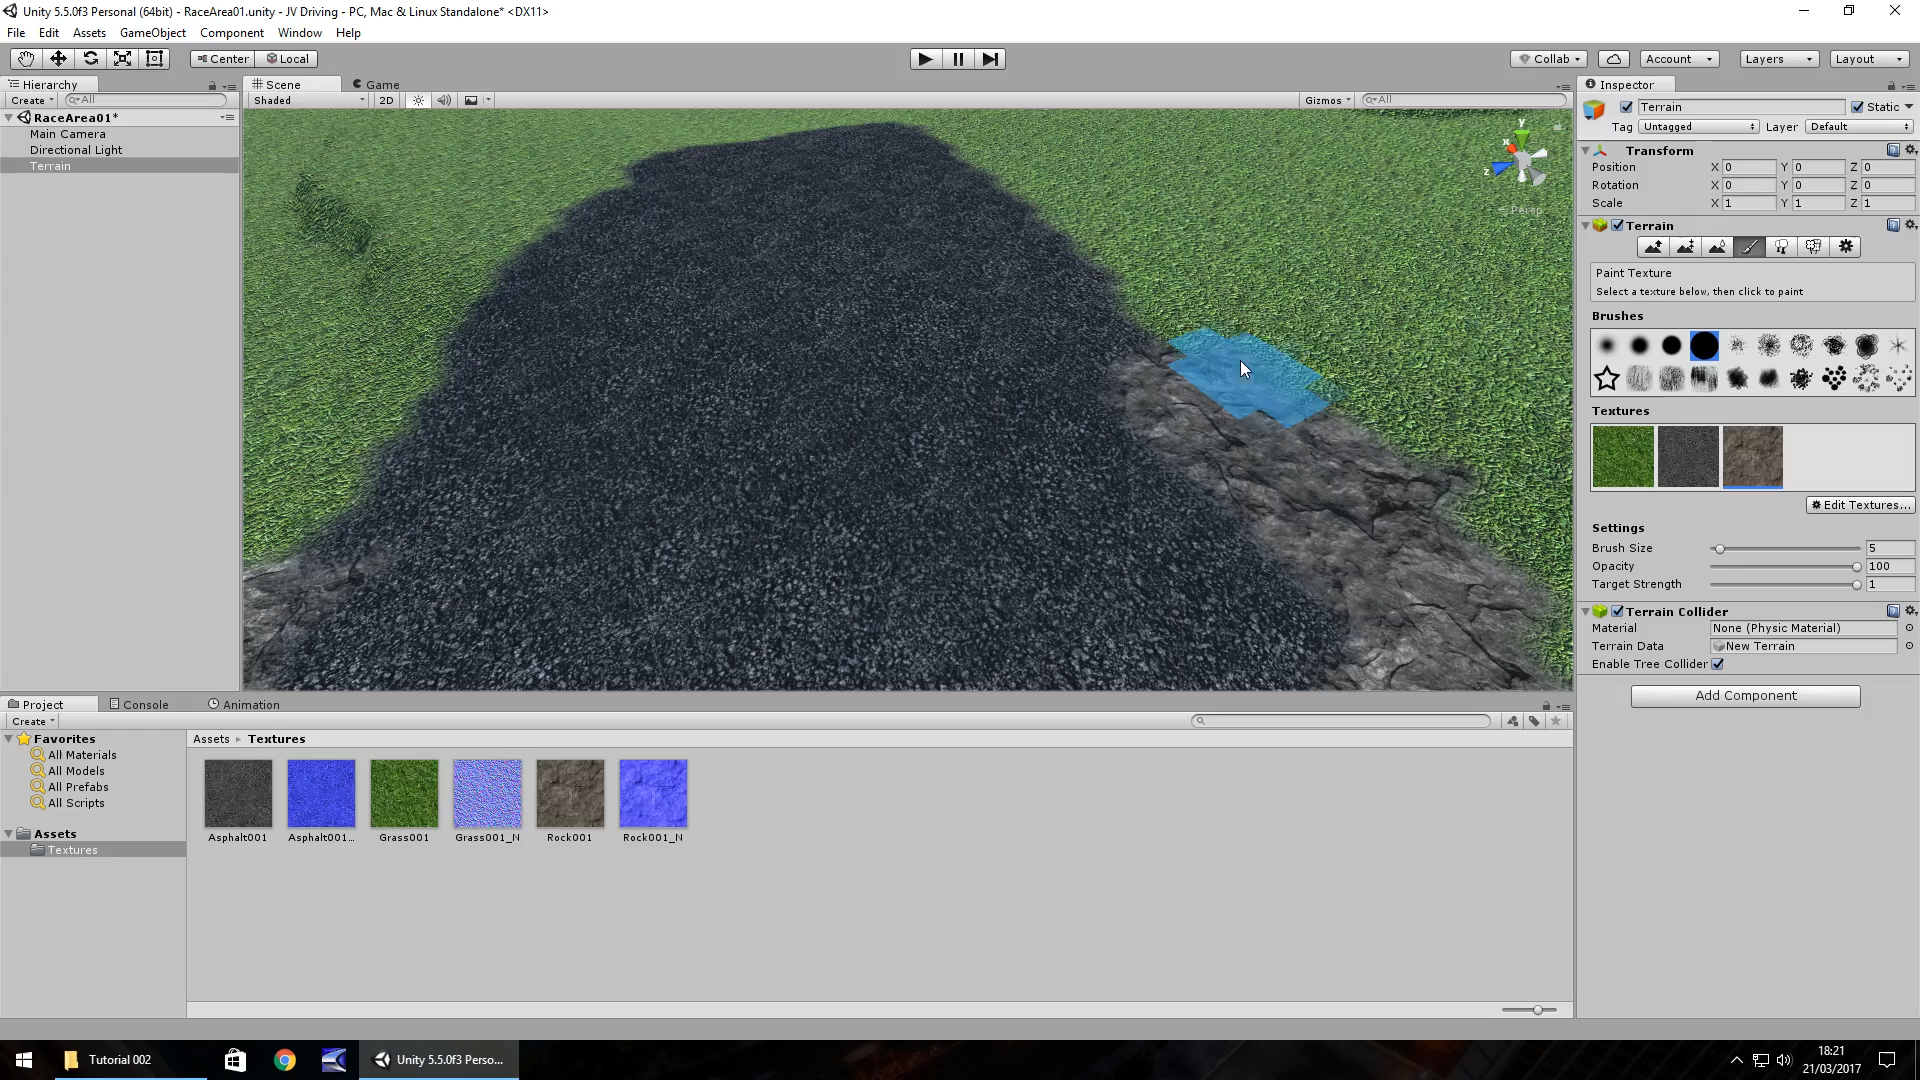 Unity 5.5.0f3 Personal (64bit) - RaceArea01.unity - JV Driving - PC, Mac & Linux Standalone* <DX11>
File Edit Assets GameObject Component Window Help
Center Local Collab Account Layers Layout
Hierarchy Scene Game Inspector
Create All Shaded 2D Gizmos All
Terrain Static
RaceArea01*
Main Camera
Directional Light
Terrain
Tag Untagged Layer Default
Transform
Position X 0 Y 0 Z 0
Rotation X 0 Y 0 Z 0
Scale X 1 Y 1 Z 1
y
x
z
Persp
Terrain
Paint Texture
Select a texture below, then click to paint
Brushes
Textures
Edit Textures...
Settings
Brush Size 5
Opacity 100
Target Strength 1
Terrain Collider
Material None (Physic Material)
Terrain Data New Terrain
Enable Tree Collider
Add Component
Project Console Animation
Create
Favorites
All Materials
All Models
All Prefabs
All Scripts
Assets
Textures
Assets Textures
Asphalt001 Asphalt001... Grass001 Grass001_N Rock001 Rock001_N
Tutorial 002
Unity 5.5.0f3 Perso...
18:21
21/03/2017